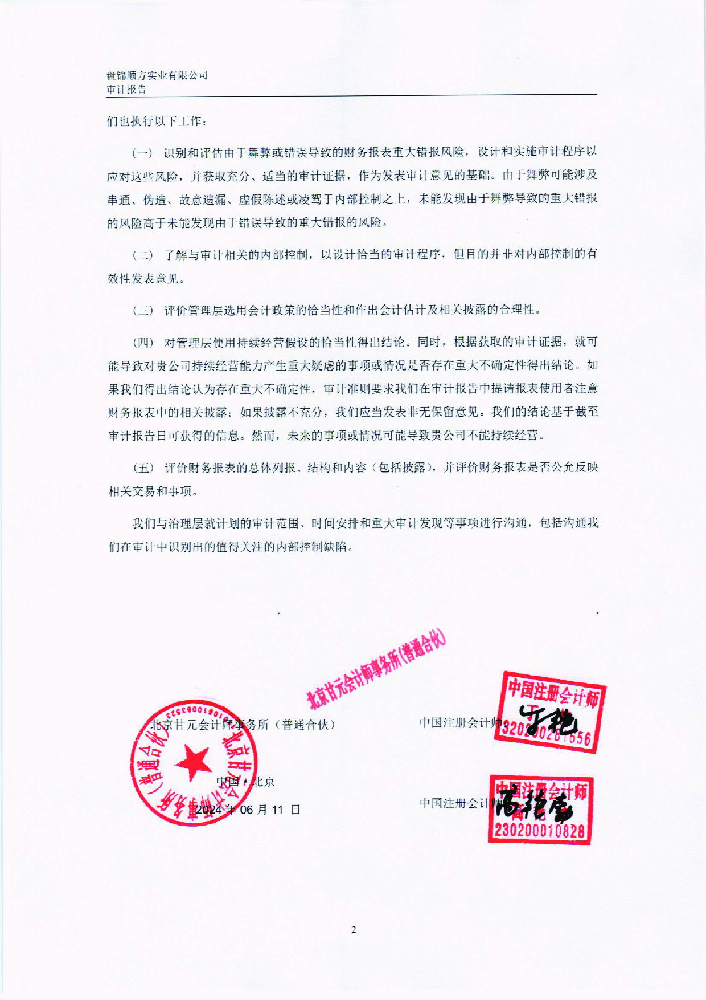 盘锦顺方实业有限公司
审计报告
们也执行以下工作：
（一） 识别和评估由于舞弊或错误导致的财务报表重大错报风险，设计和实施审计程序以
应对这些风险，并获取充分、适当的审计证据，作为发表审计意见的基础。由于舞弊可能涉及
串通、伪造、故意遗漏、虚假陈述或凌驾于内部控制之上，未能发现由于舞弊导致的重大错报
的风险高于未能发现由于错误导致的重大错报的风险。
（二） 了解与审计相关的内部控制，以设计恰当的审计程序，但目的并非对内部控制的有
效性发表意见。
（三） 评价管理层选用会计政策的恰当性和作出会计估计及相关披露的合理性。
（四） 对管理层使用持续经营假设的恰当性得出结论。同时，根据获取的审计证据，就可
能导致对贵公司持续经营能力产生重大疑虑的事项或情况是否存在重大不确定性得出结论。如
果我们得出结论认为存在重大不确定性，审计准则要求我们在审计报告中提请报表使用者注意
财务报表中的相关披露；如果披露不充分，我们应当发表非无保留意见。我们的结论基于截至
审计报告日可获得的信息。然而，未来的事项或情况可能导致贵公司不能持续经营。
（五） 评价财务报表的总体列报、结构和内容（包括披露），并评价财务报表是否公允反映
相关交易和事项。
我们与治理层就计划的审计范围、时间安排和重大审计发现等事项进行沟通，包括沟通我
们在审计中识别出的值得关注的内部控制缺陷。
北京甘元会计师事务所(普通合伙)
北京甘元会计师事务所（普通合伙）
北京甘元会计师事务所（普通合伙）
中国·北京
2024 年 06 月 11 日
中国注册会计师：
中国注册会计师
丁艳
中国注册会计师
中国注册会计师
230200010828
2